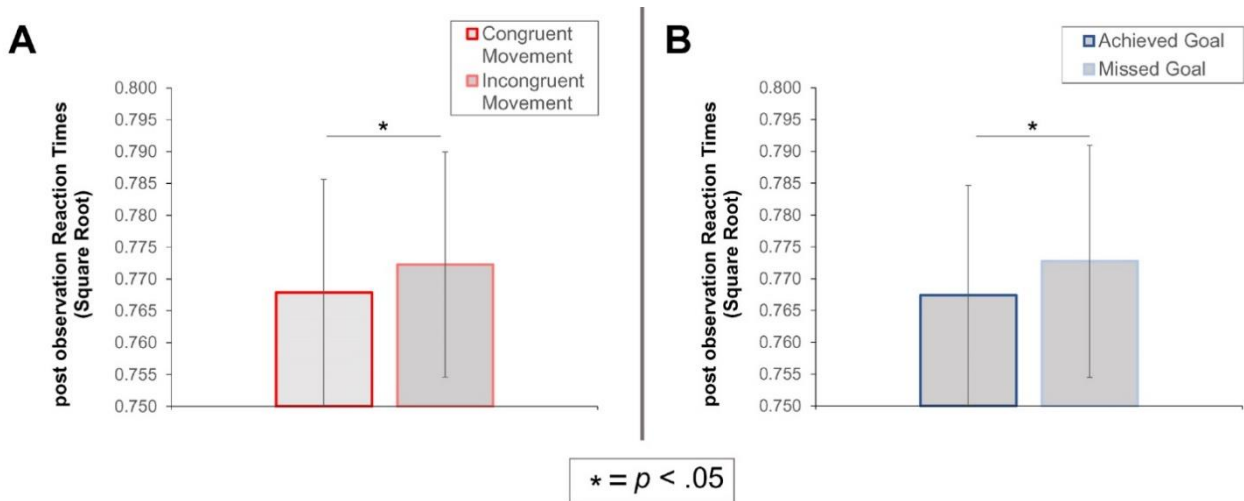 A
Congruent
Movement
Incongruent
Movement
post observation Reaction Times
(Square Root)
0.800
0.795
0.790
0.785
0.780
0.775
0.770
0.765
0.760
0.755
0.750
*
B
Achieved Goal
Missed Goal
post observation Reaction Times
(Square Root)
0.800
0.795
0.790
0.785
0.780
0.775
0.770
0.765
0.760
0.755
0.750
*
* = p < .05